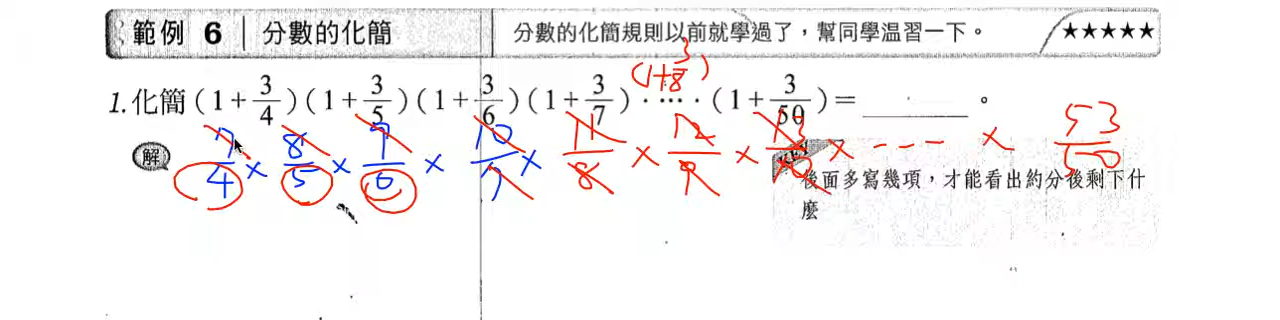 範例 6 分數的化簡 分數的化簡規則以前就學過了，幫同學温習一下。 ★★★★★
(1+3/8)
1.化簡(1+3/4)(1+3/5)(1+3/6)(1+3/7)‧‧‧‧‧(1+3/50)= ______。
解 7/4 × 8/5 × 9/6 × 10/7 × 11/8 × 12/9 × 13/10 × --- × 53/50
KEY
後面多寫幾項，才能看出約分後剩下什
麼